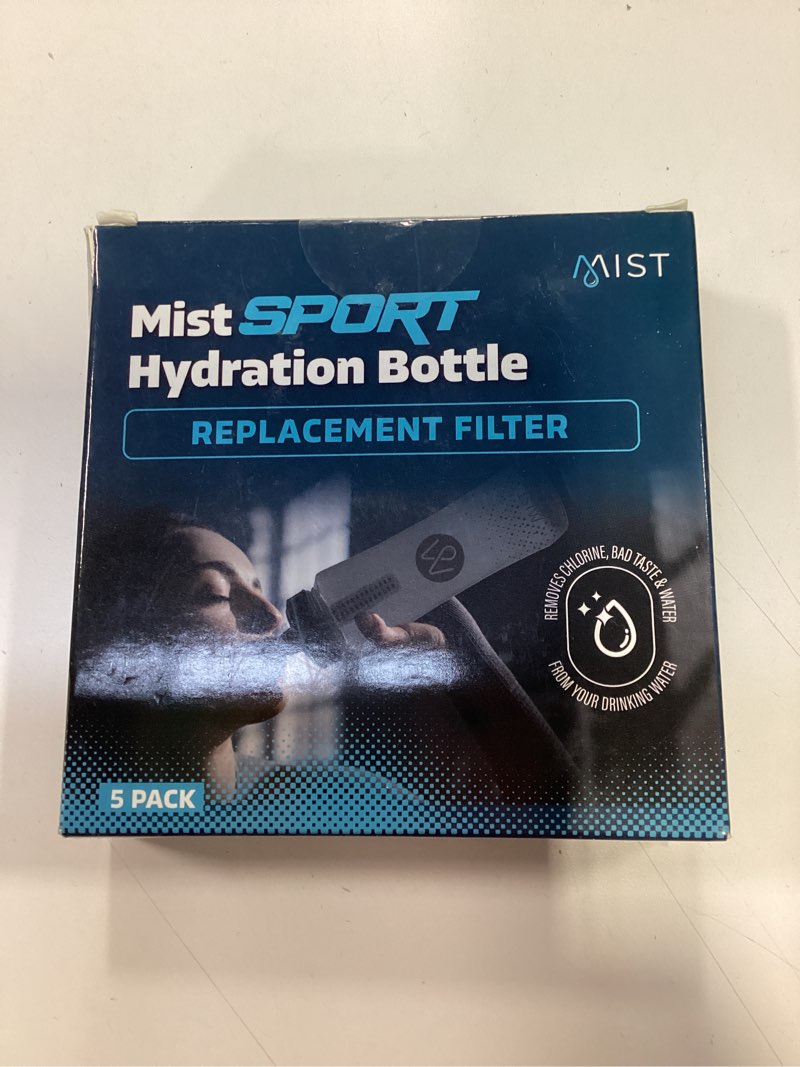 MIST
Mist SPORT
Hydration Bottle
REPLACEMENT FILTER
REMOVES CHLORINE, BAD TASTE & WATER
FROM YOUR DRINKING WATER
5 PACK